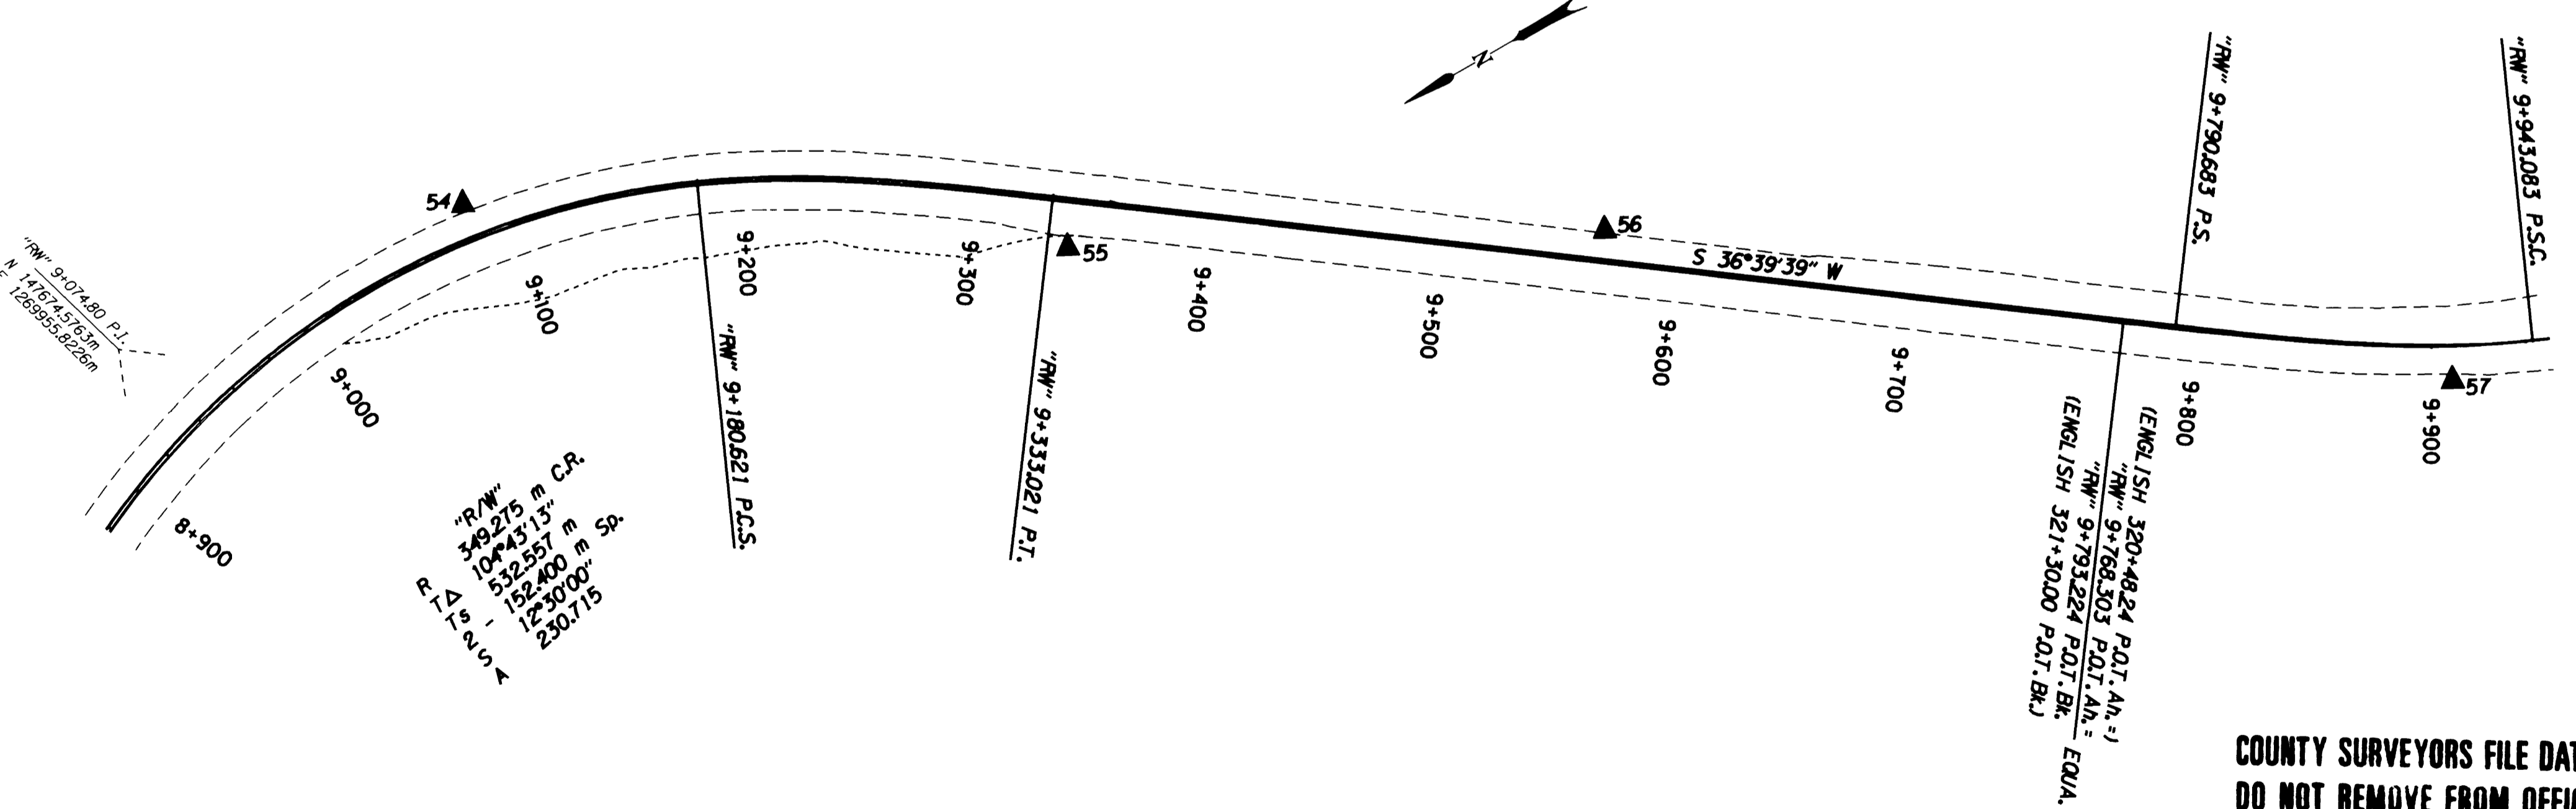 N
"RW" 9+790.683 P.S.
"RW" 9+943.083 P.S.C.
54
56
55
57
S 36°39'39" W
"RW" 9+074.80 P.I.
N 147674.5763m
E 1269955.8226m
8+900
9+000
9+100
9+200
9+300
9+400
9+500
9+600
9+700
9+800
9+900
"RW" 9+180.621 P.C.S.
"RW" 9+333.021 P.T.
"R/W"
R 349.275 m C.R.
Δ 104°43'13"
Ts 532.557 m
152.400 m Sp.
12°30'00"
A 230.715
(ENGLISH 320+48.24 P.O.T. Ah. =)
"RW" 9+768.303 P.O.T. Ah. =
"RW" 9+793.224 P.O.T. Bk. EQUA.
(ENGLISH 321+30.00 P.O.T. Bk.)
COUNTY SURVEYORS FILE DAT
DO NOT REMOVE FROM OFFI